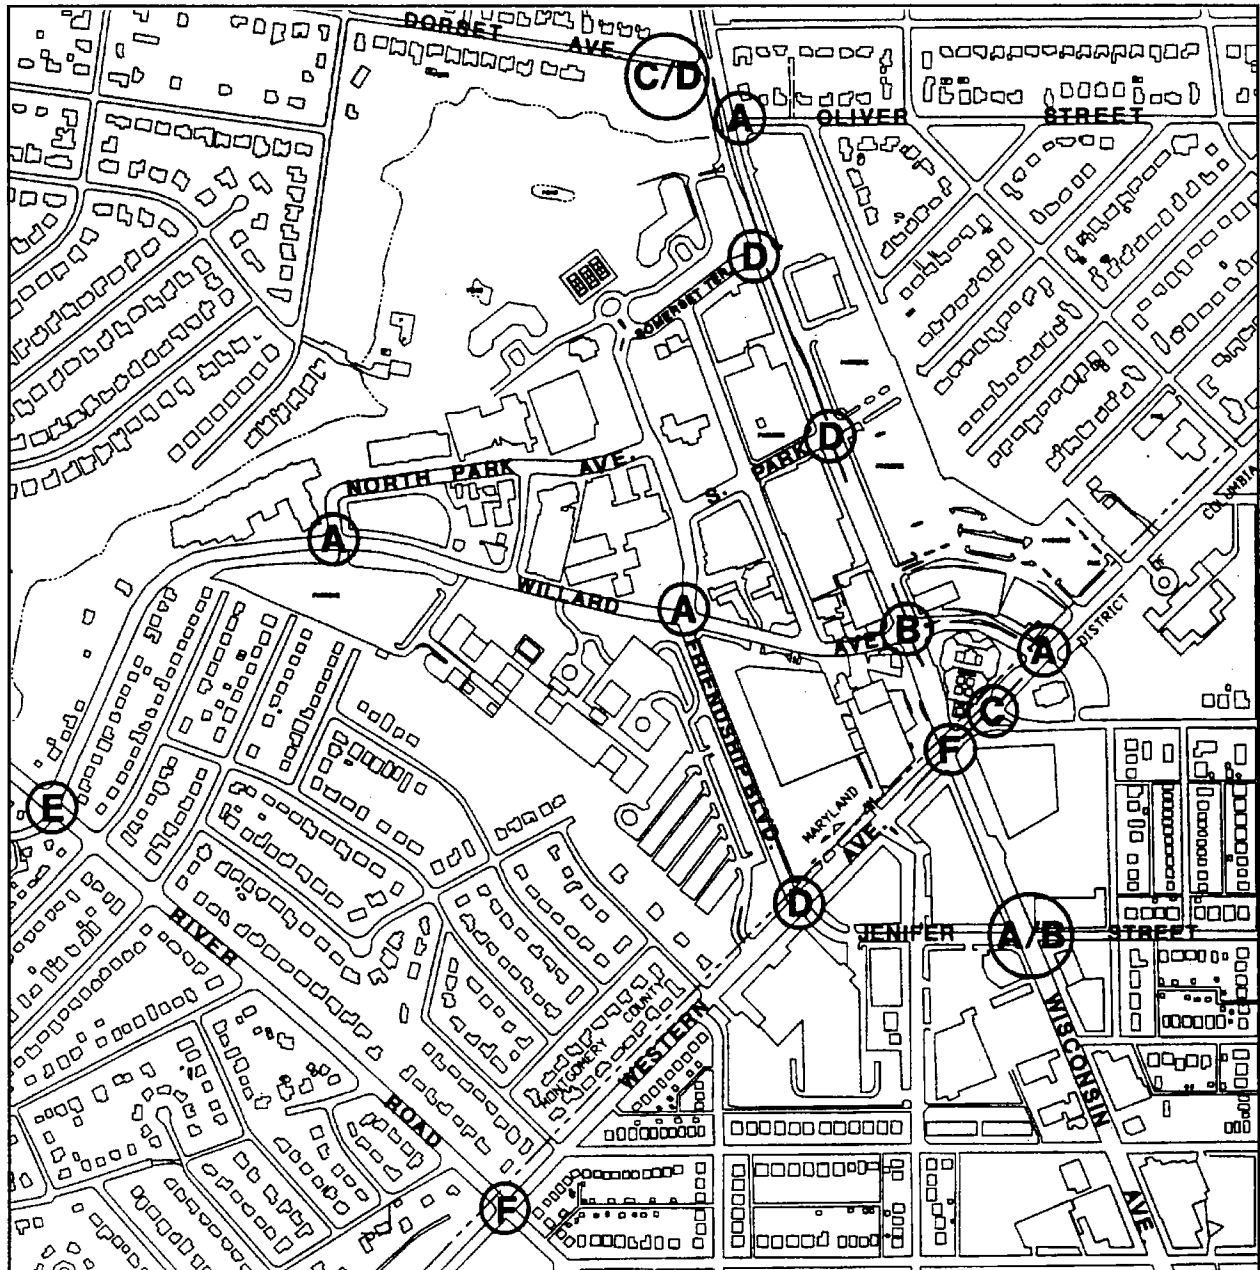 DORSET AVE
C/D
A
OLIVER STREET
D
SOMERSET TER.
D
S. PARK
NORTH PARK AVE.
COLUMBIA
A
WILLARD AVE.
A
B
A
DISTRICT
C
F
FRIENDSHIP BLVD.
MARYLAND
E
AVE.
D
JENIFER STREET
A/B
RIVER ROAD
MONTGOMERY COUNTY
WESTERN
WISCONSIN AVE.
F